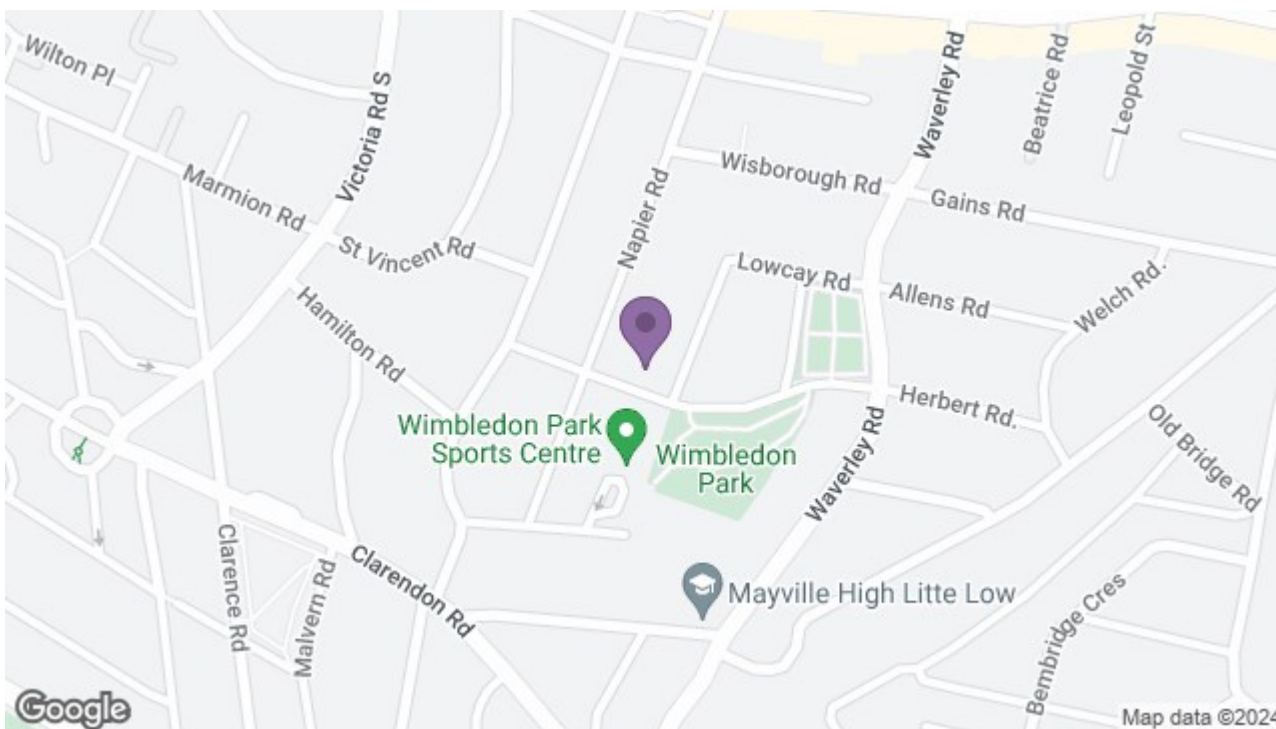 Wilton Pl
Victoria Rd S
Marmion Rd
St Vincent Rd
Napier Rd
Wisborough Rd
Waverley Rd
Beatrice Rd
Leopold St
Gains Rd
Lowcay Rd
Allens Rd
Welch Rd.
Hamilton Rd
Herbert Rd.
Old Bridge Rd
Wimbledon Park
Sports Centre
Wimbledon
Park
Waverley Rd
Clarence Rd
Malvern Rd
Clarendon Rd
Mayville High Litte Low
Bembridge Cres
Google
Map data ©2024